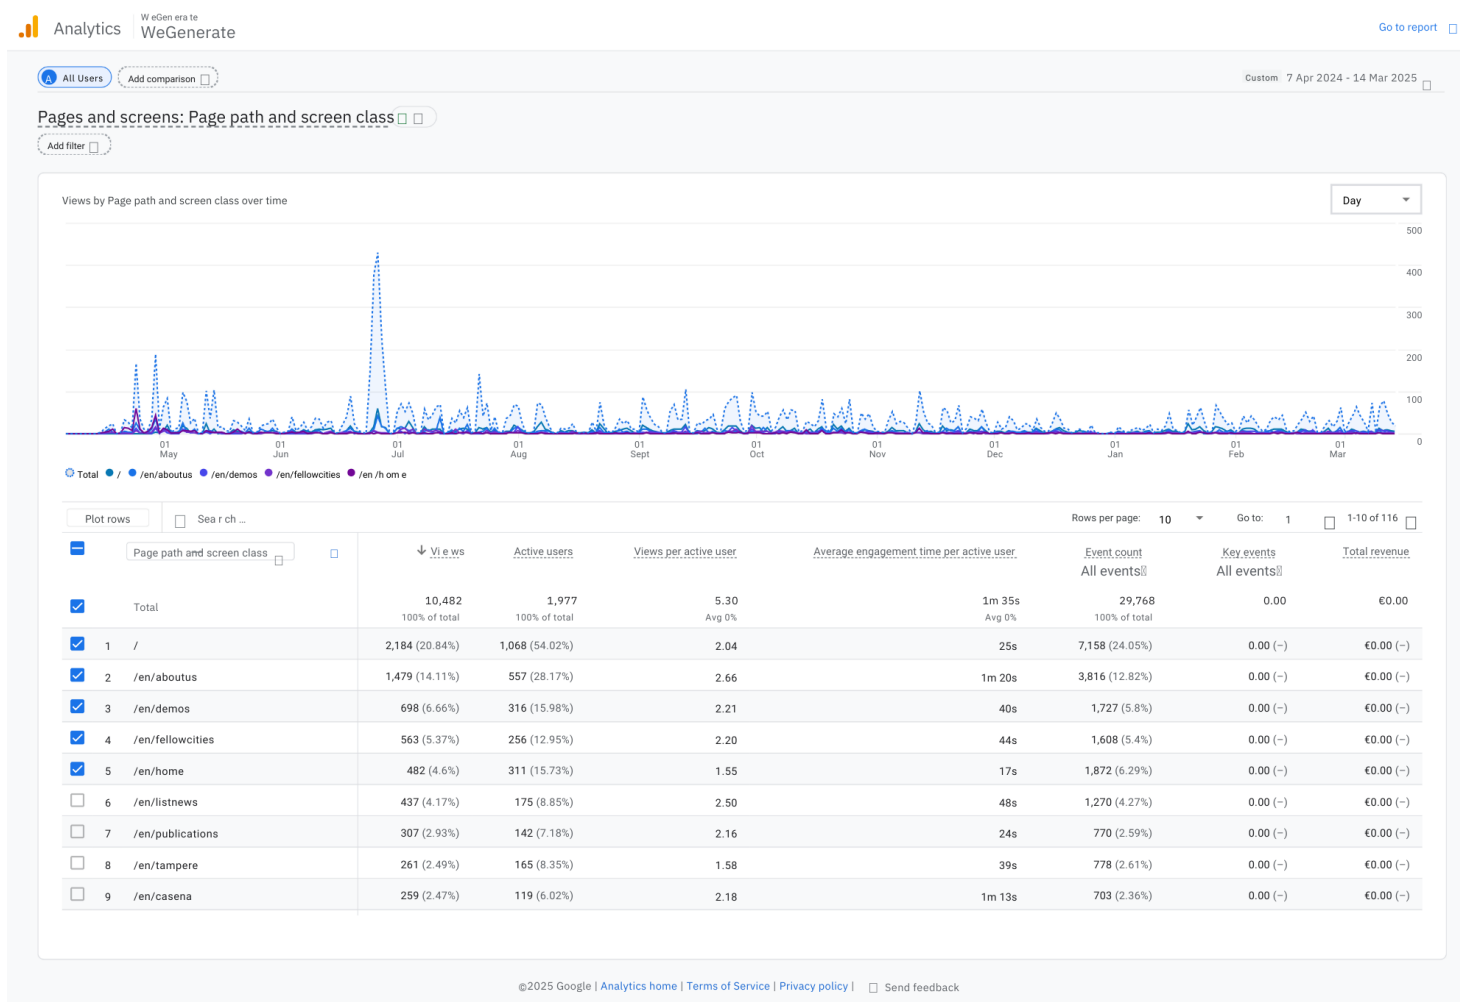 Analytics
W eGen era te
WeGenerate
Go to report
A All Users
Add comparison
Custom 7 Apr 2024 - 14 Mar 2025
Pages and screens: Page path and screen class
Add filter
Views by Page path and screen class over time
Day
500
400
300
200
100
0
01 May
01 Jun
01 Jul
01 Aug
01 Sept
01 Oct
01 Nov
01 Dec
01 Jan
01 Feb
01 Mar
Total / /en/aboutus /en/demos /en/fellowcities /en /h om e
Plot rows
Sea r ch ...
Rows per page: 10 Go to: 1 1-10 of 116
Page path and screen class Vi e ws Active users Views per active user Average engagement time per active user Event count Key events Total revenue
All events All events
Total 10,482 1,977 5.30 1m 35s 29,768 0.00 €0.00
100% of total 100% of total Avg 0% Avg 0% 100% of total
1 / 2,184 (20.84%) 1,068 (54.02%) 2.04 25s 7,158 (24.05%) 0.00 (–) €0.00 (–)
2 /en/aboutus 1,479 (14.11%) 557 (28.17%) 2.66 1m 20s 3,816 (12.82%) 0.00 (–) €0.00 (–)
3 /en/demos 698 (6.66%) 316 (15.98%) 2.21 40s 1,727 (5.8%) 0.00 (–) €0.00 (–)
4 /en/fellowcities 563 (5.37%) 256 (12.95%) 2.20 44s 1,608 (5.4%) 0.00 (–) €0.00 (–)
5 /en/home 482 (4.6%) 311 (15.73%) 1.55 17s 1,872 (6.29%) 0.00 (–) €0.00 (–)
6 /en/listnews 437 (4.17%) 175 (8.85%) 2.50 48s 1,270 (4.27%) 0.00 (–) €0.00 (–)
7 /en/publications 307 (2.93%) 142 (7.18%) 2.16 24s 770 (2.59%) 0.00 (–) €0.00 (–)
8 /en/tampere 261 (2.49%) 165 (8.35%) 1.58 39s 778 (2.61%) 0.00 (–) €0.00 (–)
9 /en/casena 259 (2.47%) 119 (6.02%) 2.18 1m 13s 703 (2.36%) 0.00 (–) €0.00 (–)
©2025 Google | Analytics home | Terms of Service | Privacy policy | Send feedback